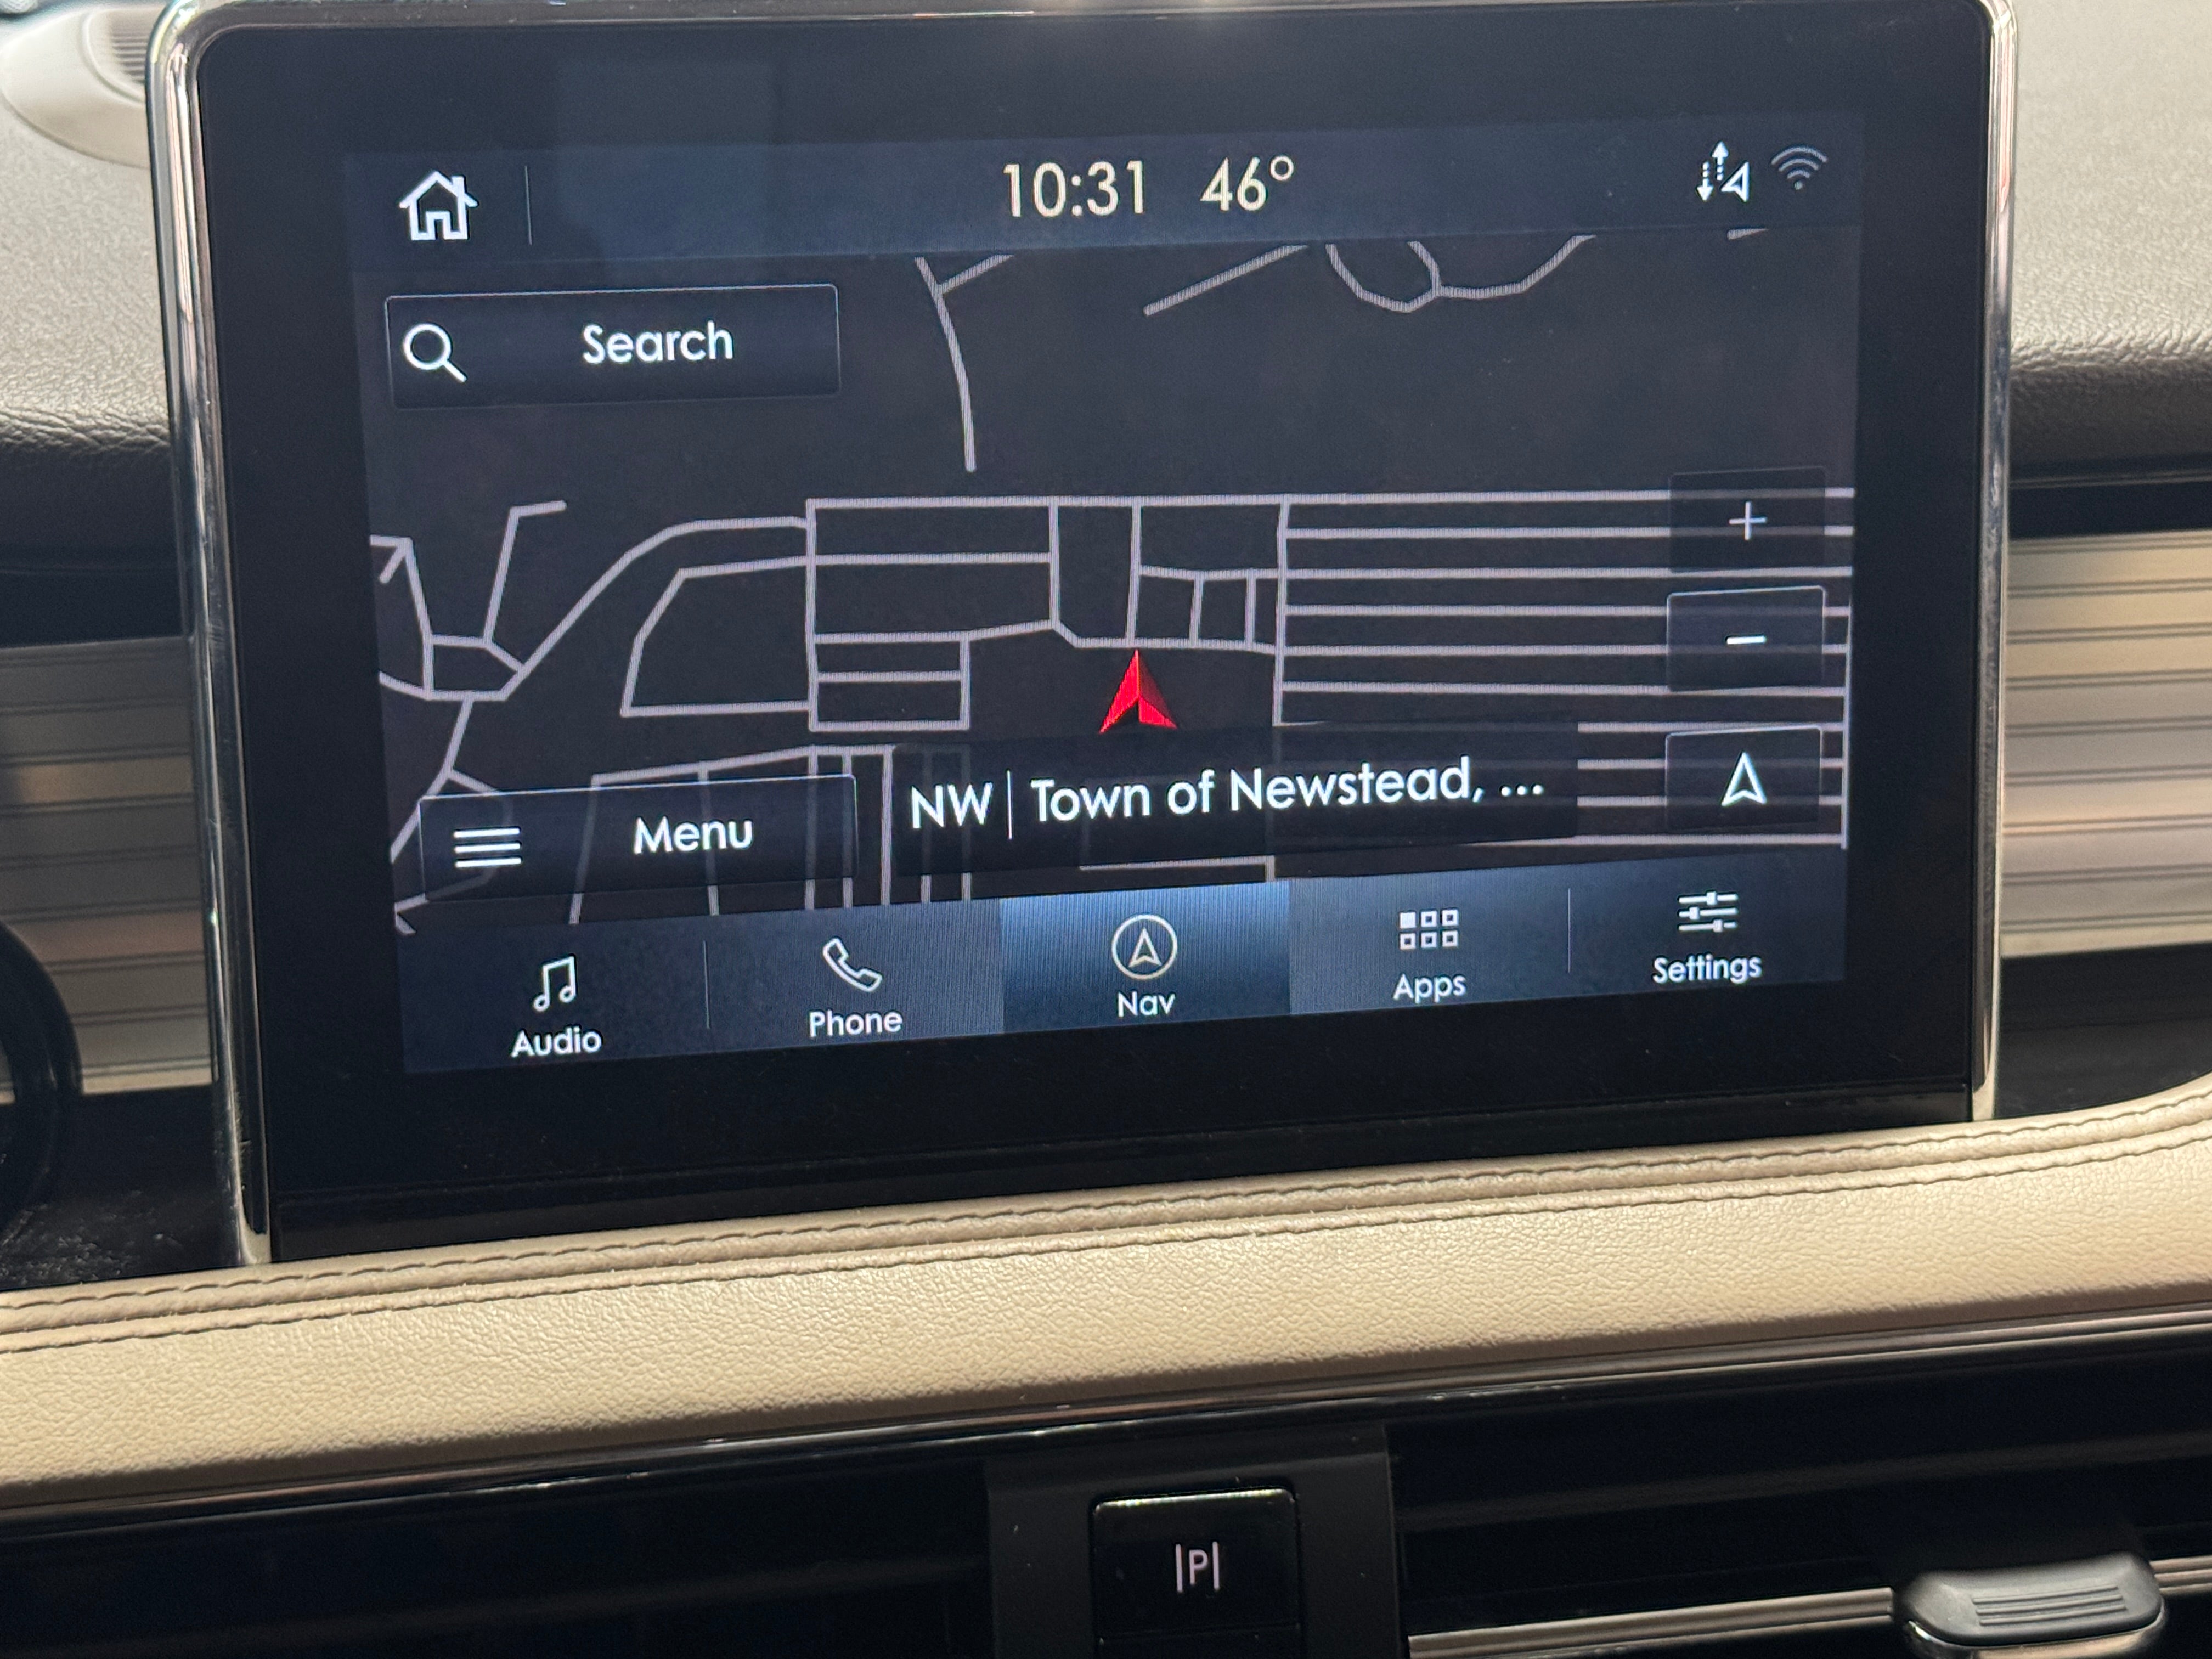 10:31 46°
Search
NW | Town of Newstead, ...
Menu
Audio
Phone
Nav
Apps
Settings
|P|